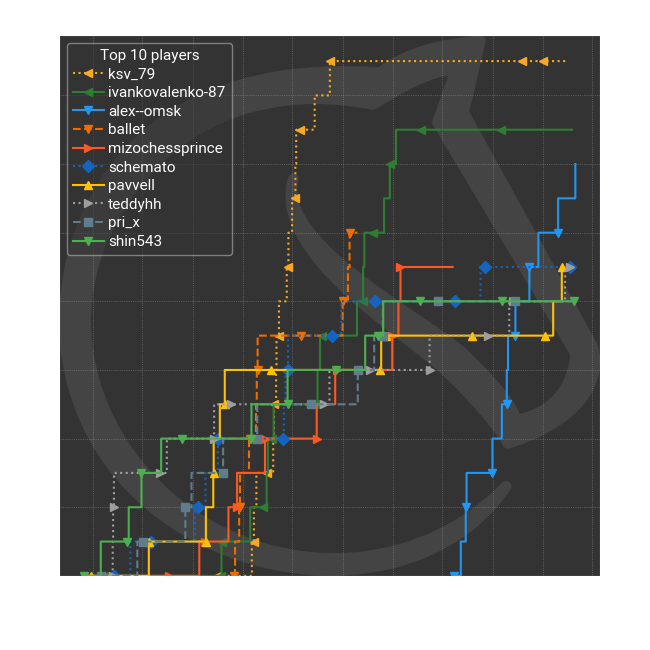 Top 10 players
ksv_79
ivankovalenko-87
alex--omsk
ballet
mizochessprince
schemato
pavvell
teddyhh
pri_x
shin543